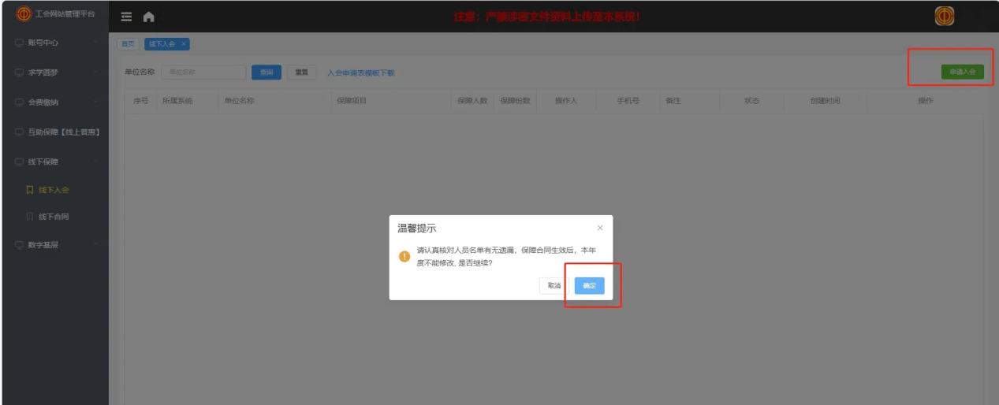 工会网站管理平台
注意：严禁涉密文件资料上传至本系统！
账号中心
首页
线下入会 ×
求学圆梦
单位名称
单位名称
查询
重置
入会申请表模板下载
申请入会
会费缴纳
序号 所属系统 单位名称 保障项目 保障人数 保障份数 操作人 手机号 备注 状态 创建时间 操作
互助保障【线上普惠】
线下保障
线下入会
线下合同
数字基层
温馨提示
请认真核对人员名单有无遗漏，保障合同生效后，本年
度不能修改, 是否继续?
取消
确定